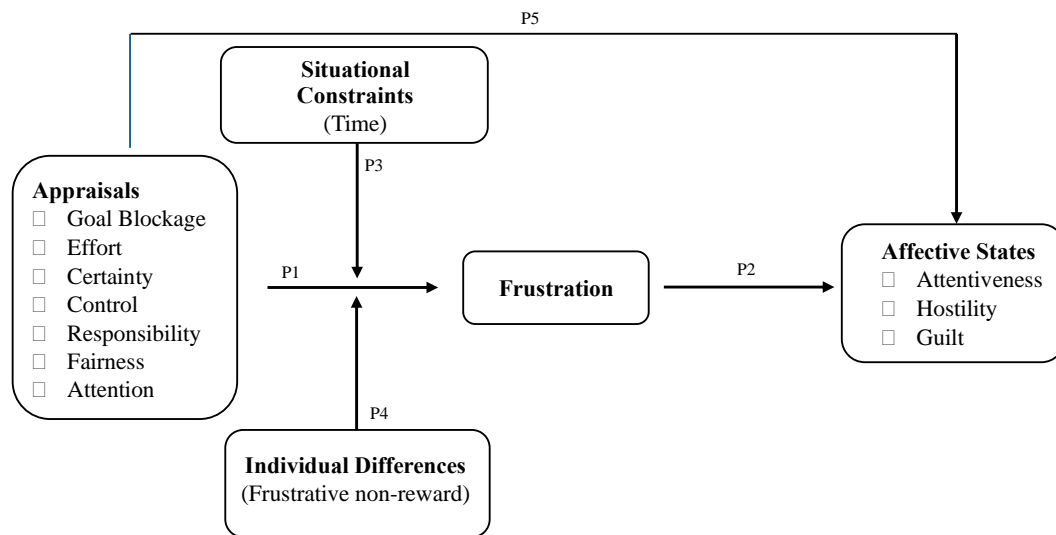 P5
Situational
Constraints
(Time)
P3
Appraisals
□ Goal Blockage
□ Effort
□ Certainty
□ Control
□ Responsibility
□ Fairness
□ Attention
P1
Frustration
P2
Affective States
□ Attentiveness
□ Hostility
□ Guilt
P4
Individual Differences
(Frustrative non-reward)